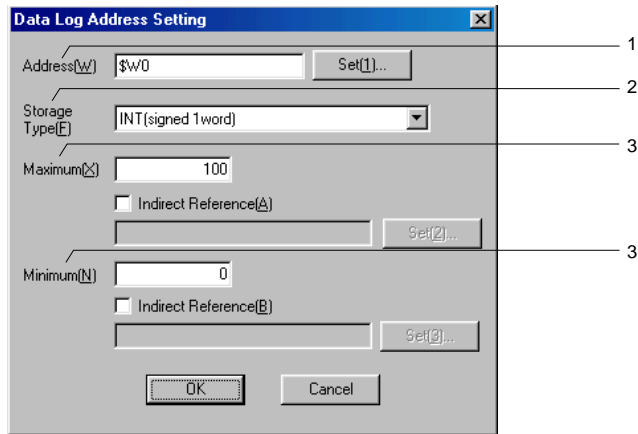 Data Log Address Setting
1
Address(W) $W0 Set(1)...
2
Storage Type(F) INT(signed 1word)
3
Maximum(X) 100
Indirect Reference(A)
Set(2)...
3
Minimum(N) 0
Indirect Reference(B)
Set(3)...
OK Cancel